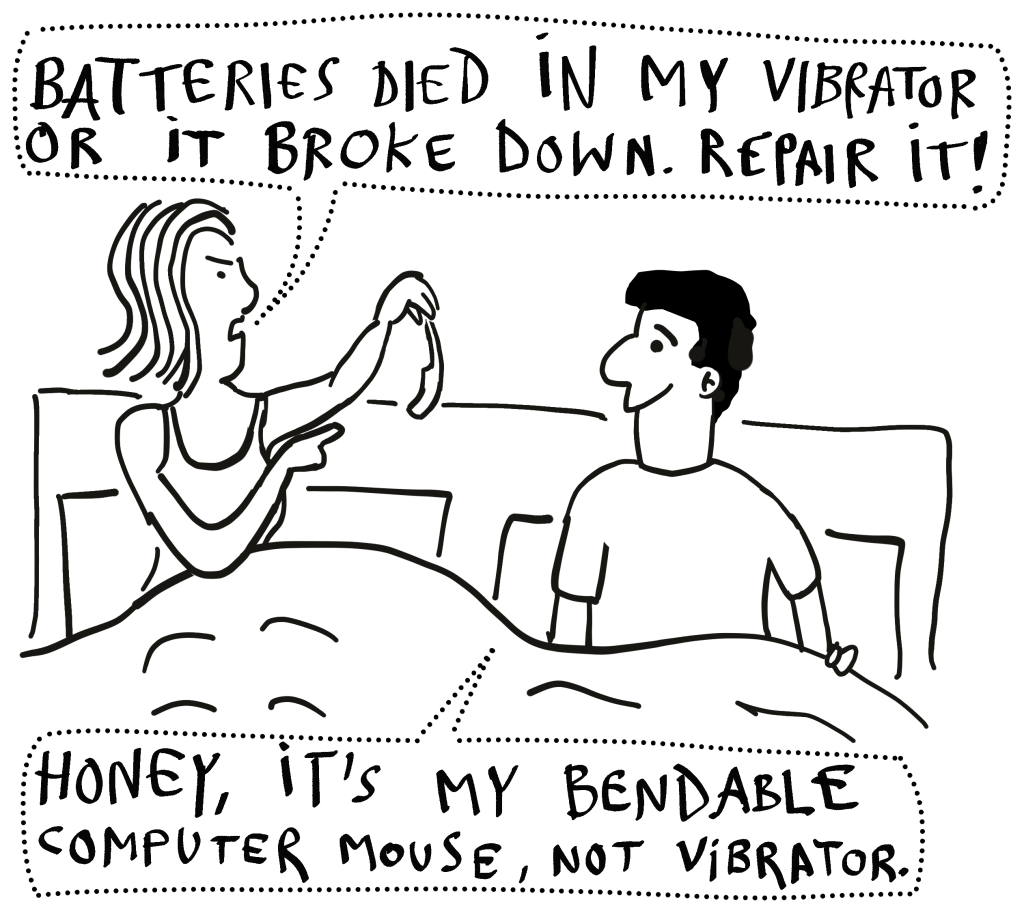 BATTERIES DIED IN MY VIBRATOR
OR IT BROKE DOWN. REPAIR IT!
HONEY, IT'S MY BENDABLE
COMPUTER MOUSE, NOT VIBRATOR.